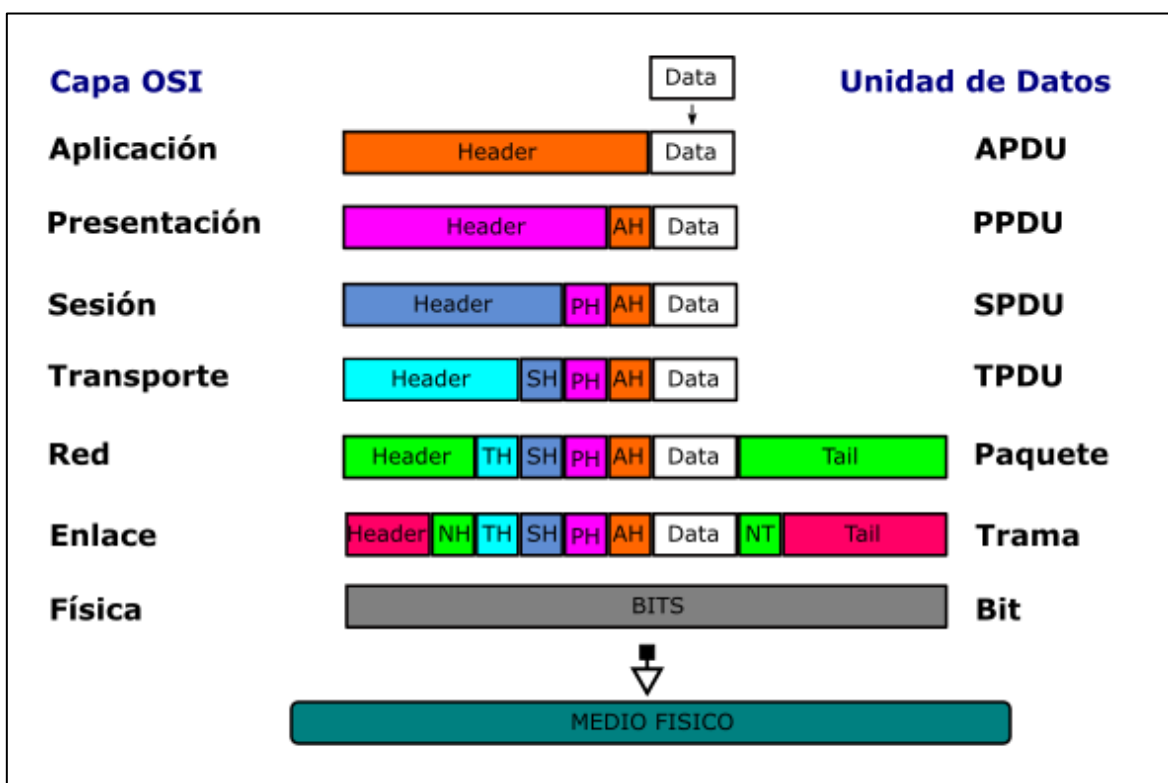 Data
Capa OSI Unidad de Datos
Aplicación Header Data APDU
Presentación Header AH Data PPDU
Sesión Header PH AH Data SPDU
Transporte Header SH PH AH Data TPDU
Red Header TH SH PH AH Data Tail Paquete
Enlace Header NH TH SH PH AH Data NT Tail Trama
Física BITS Bit
MEDIO FISICO